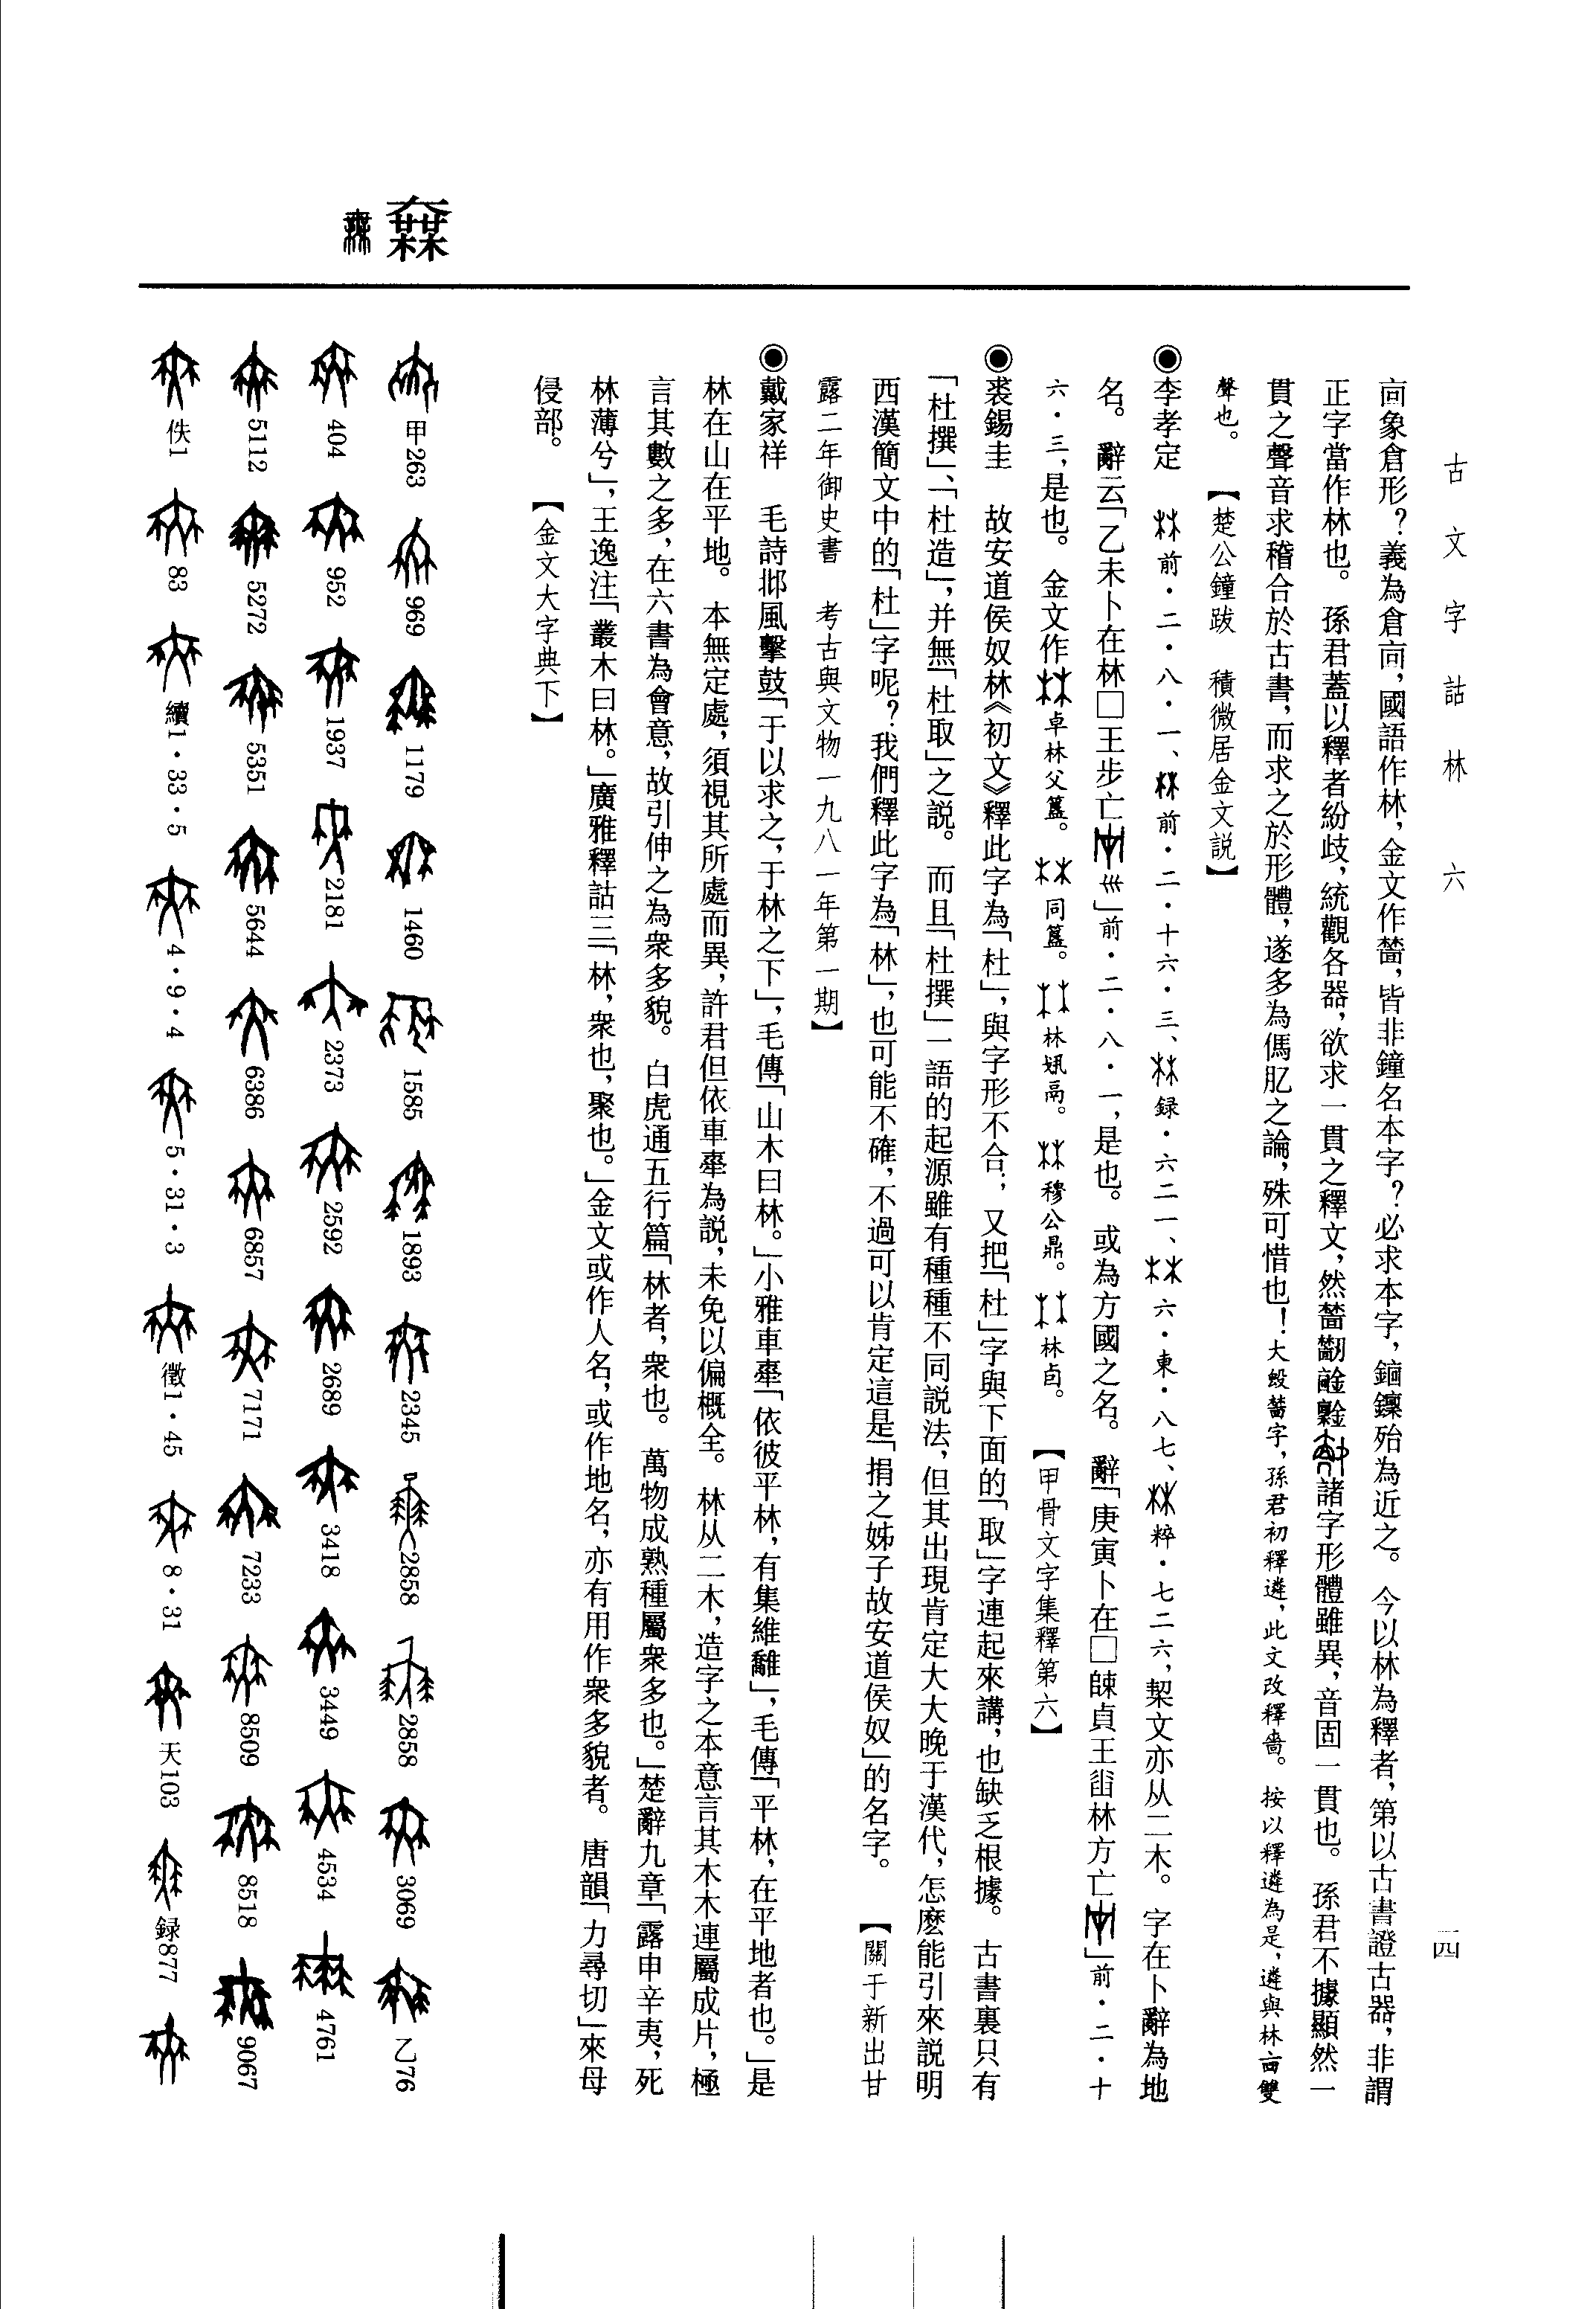 古文字詁林 六
一四
㐭象倉形？義為倉㐭，國語作林，金文作薔，皆非鐘名本字？必求本字，鎇鐮殆為近之。今以林為釋者，第以古書證古器，非謂
正字當作林也。孫君蓋以釋者紛歧，統觀各器，欲求一貫之釋文，然諸字形體雖異，音固一貫也。孫君不據顯然一
貫之聲音求稽合於古書，而求之於形體，遂多為傌肊之論，殊可惜也！大𣪘字，孫君初釋遴，此文改釋嗇。按以釋遴為是，遴與林㐭雙
聲也。【楚公鐘跋 積微居金文説】
◉李孝定 前・二・八・一、前・二・十六・三、録・六二一、六・東・八七、粹・七二六，栔文亦从二木。字在卜辭為地
名。辭云「乙未卜在林□王步亡𡿧」前・二・八・一，是也。或為方國之名。辭「庚寅卜在□𠂤貞王林方亡」前・二・十
六・三，是也。金文作卓林父簋。同簋。林𡚽鬲。穆公鼎。林卣。【甲骨文字集釋第六】
◉裘錫圭 故安道侯奴林《初文》釋此字為「杜」，與字形不合；又把「杜」字與下面的「取」字連起來講，也缺乏根據。古書裏只有
「杜撰」、「杜造」，并無「杜取」之説。而且「杜撰」一語的起源雖有種種不同説法，但其出現肯定大大晚于漢代，怎麽能引來説明
西漢簡文中的「杜」字呢？我們釋此字為「林」，也可能不確，不過可以肯定這是「捐之姊子故安道侯奴」的名字。【關于新出甘
露二年御史書 考古與文物一九八一年第一期】
◉戴家祥 毛詩邶風擊鼓「于以求之，于林之下」，毛傳「山木曰林。」小雅車舝「依彼平林，有集維鷮」，毛傳「平林，在平地者也。」是
林在山在平地。本無定處，須視其所處而異，許君但依車舝為説，未免以偏概全。林从二木，造字之本意言其木木連屬成片，極
言其數之多，在六書為會意，故引伸之為衆多貌。白虎通五行篇「林者，衆也。萬物成熟種屬衆多也。」楚辭九章「露申辛夷，死
林薄兮」，王逸注「叢木曰林。」廣雅釋詁三「林，衆也，聚也。」金文或作人名，或作地名，亦有用作衆多貌者。唐韻「力尋切」來母
侵部。【金文大字典下】
甲263 969 1179 1460 1585 1893 2345 2858 2858 3069 乙76
404 952 1937 2181 2373 2592 2689 3418 3449 4534 4761
5112 5272 5351 5644 6386 6857 7171 7233 8509 8518 9067
佚1 83 續1・33・5 4・9・4 5・31・3 徵1・45 8・31 天103 録877